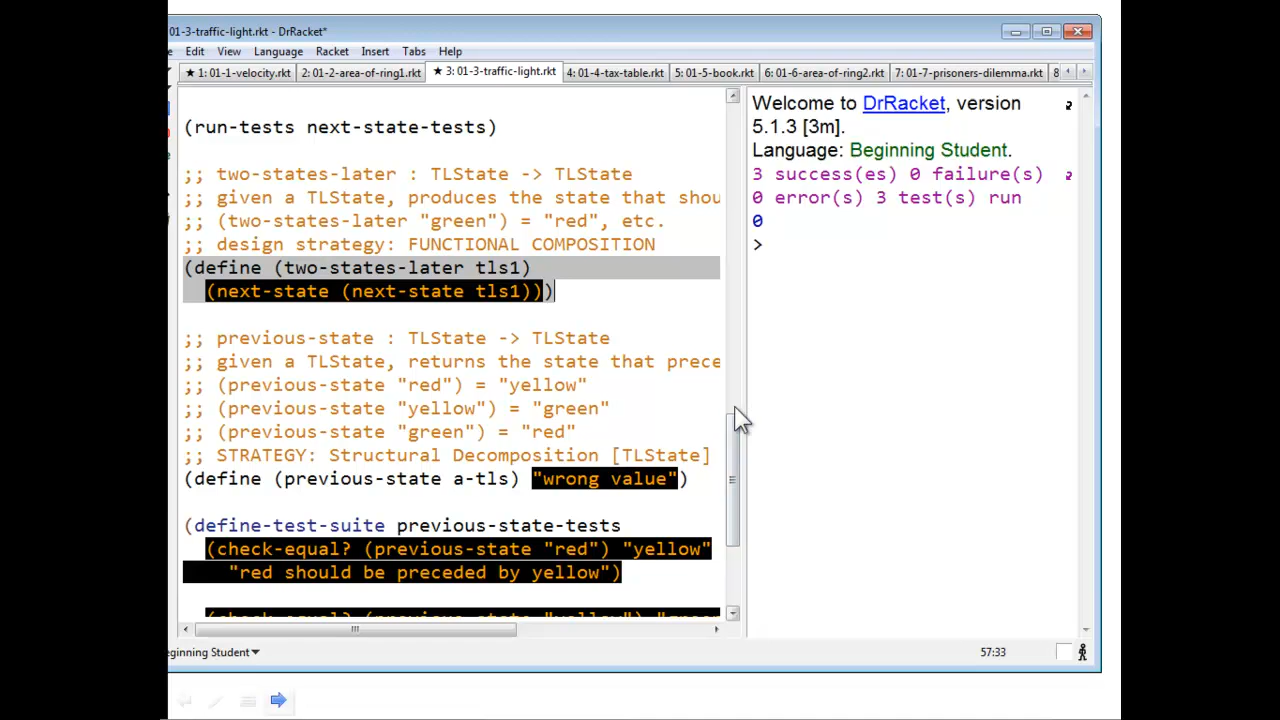 01-3-traffic-light.rkt - DrRacket*
Edit View Language Racket Insert Tabs Help
★ 1: 01-1-velocity.rkt 2: 01-2-area-of-ring1.rkt ★ 3: 01-3-traffic-light.rkt 4: 01-4-tax-table.rkt 5: 01-5-book.rkt 6: 01-6-area-of-ring2.rkt 7: 01-7-prisoners-dilemma.rkt 8
(run-tests next-state-tests)
;; two-states-later : TLState -> TLState
;; given a TLState, produces the state that shou
;; (two-states-later "green") = "red", etc.
;; design strategy: FUNCTIONAL COMPOSITION
(define (two-states-later tls1)
(next-state (next-state tls1)))
;; previous-state : TLState -> TLState
;; given a TLState, returns the state that prece
;; (previous-state "red") = "yellow"
;; (previous-state "yellow") = "green"
;; (previous-state "green") = "red"
;; STRATEGY: Structural Decomposition [TLState]
(define (previous-state a-tls) "wrong value")
(define-test-suite previous-state-tests
(check-equal? (previous-state "red") "yellow"
"red should be preceded by yellow")
Welcome to DrRacket, version
5.1.3 [3m].
Language: Beginning Student.
3 success(es) 0 failure(s)
0 error(s) 3 test(s) run
0
>
ginning Student▾
57:33